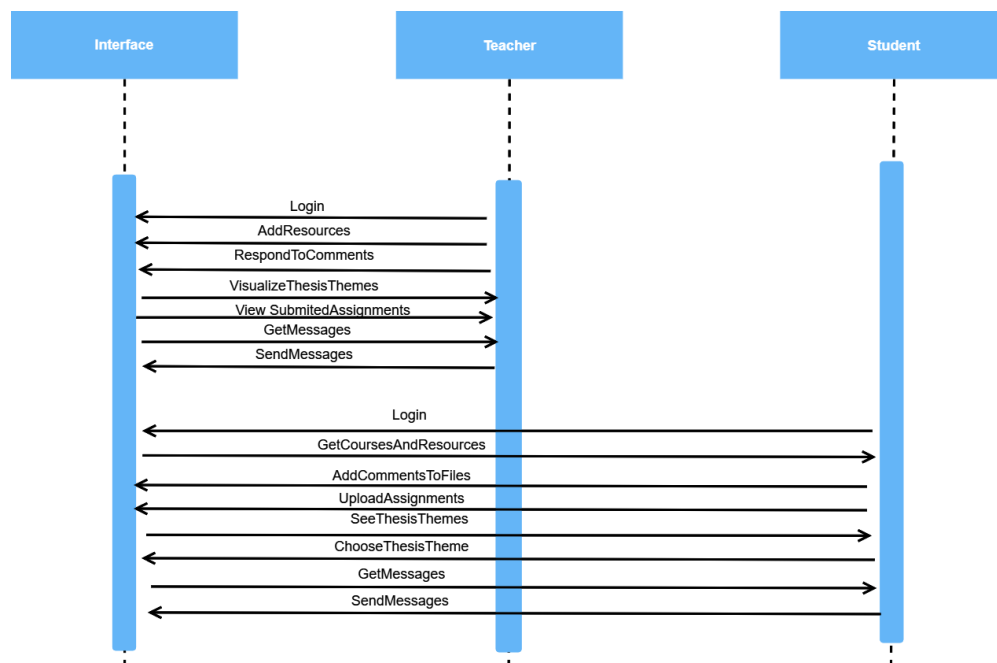 Interface
Teacher
Student
Login
AddResources
RespondToComments
VisualizeThesisThemes
View SubmitedAssignments
GetMessages
SendMessages
Login
GetCoursesAndResources
AddCommentsToFiles
UploadAssignments
SeeThesisThemes
ChooseThesisTheme
GetMessages
SendMessages